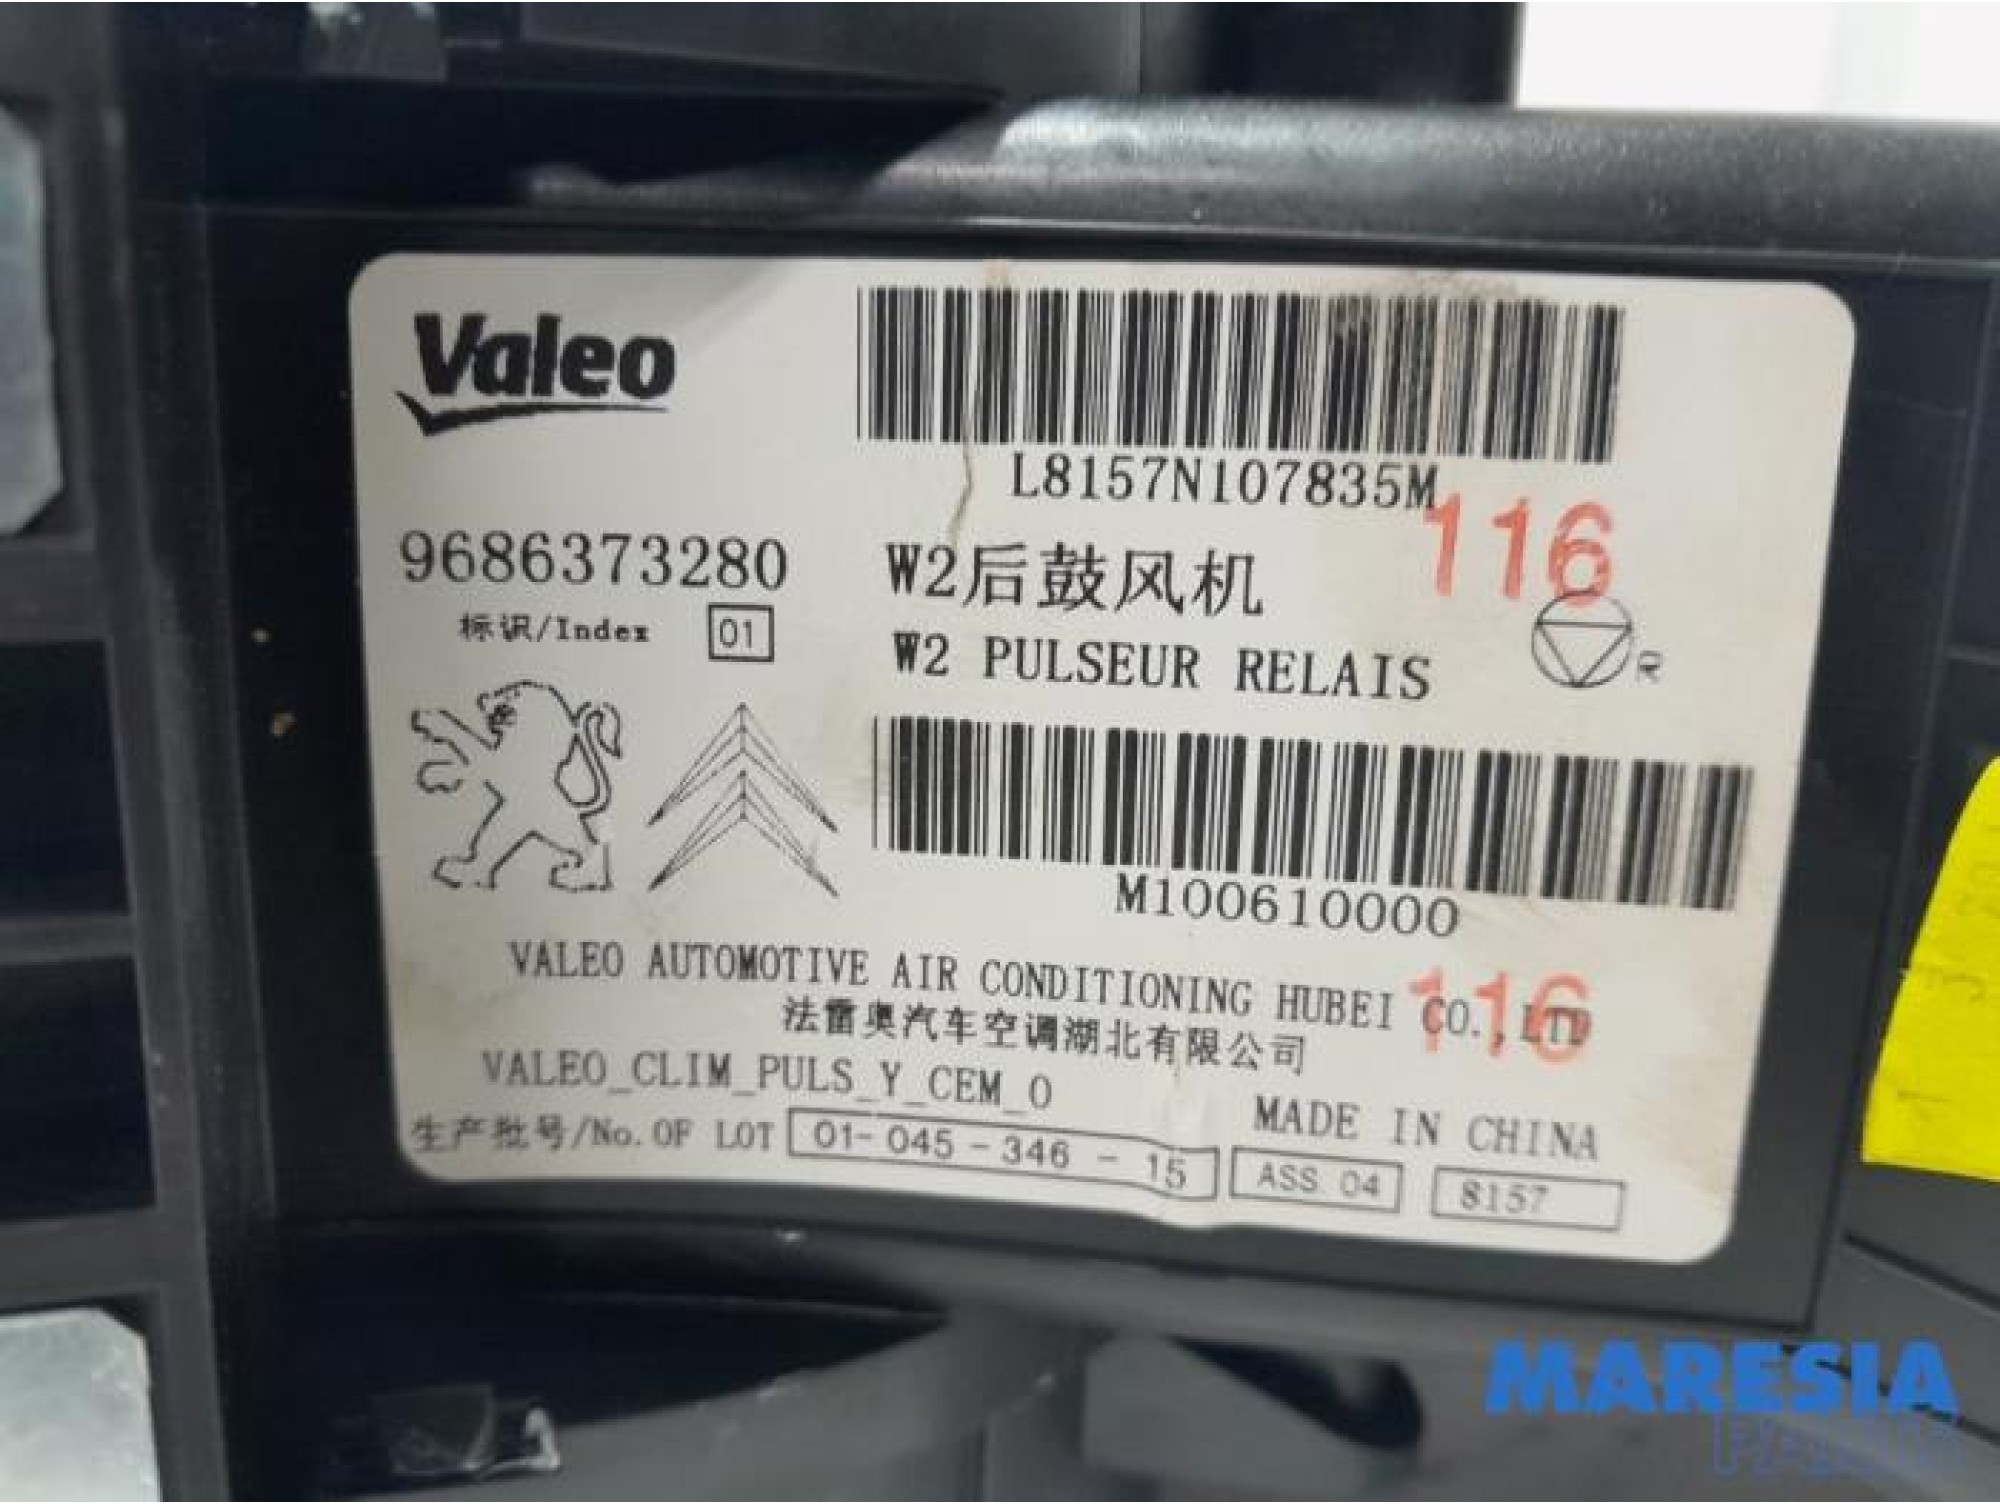 Valeo
L8157N107835M
116
9686373280
W2后鼓风机
标识/Index 01
W2 PULSEUR RELAIS
R
M100610000
VALEO AUTOMOTIVE AIR CONDITIONING HUBEI CO., LTD
116
法雷奥汽车空调湖北有限公司
VALEO_CLIM_PULS_Y_CEM_0
MADE IN CHINA
生产批号/No. OF LOT 01-045-346-15 ASS. 04 8157
MARESIA
PARTS